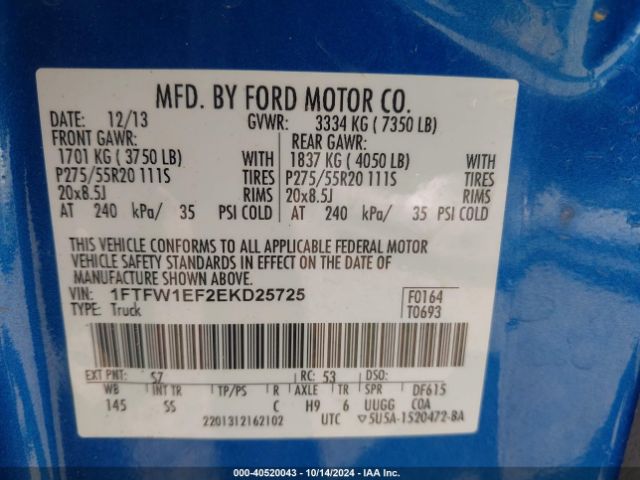 MFD. BY FORD MOTOR CO.
DATE: 12/13 GVWR: 3334 KG ( 7350 LB)
FRONT GAWR: REAR GAWR:
1701 KG ( 3750 LB) WITH 1837 KG ( 4050 LB) WITH
P275/55R20 111S TIRES P275/55R20 111S TIRES
20x8.5J RIMS 20x8.5J RIMS
AT 240 kPa/ 35 PSI COLD AT 240 kPa/ 35 PSI COLD
THIS VEHICLE CONFORMS TO ALL APPLICABLE FEDERAL MOTOR
VEHICLE SAFETY STANDARDS IN EFFECT ON THE DATE OF
MANUFACTURE SHOWN ABOVE.
VIN: 1FTFW1EF2EKD25725 F0164
TYPE: Truck T0693
EXT PNT: S7 RC: 53 DSO:
WB INT TR TP/PS R AXLE TR SPR DF615
145 SS C H9 6 UUGG COA
2201312162102 UTC ▽5U5A-1520472-BA
000-40520043 - 10/14/2024 - IAA Inc.